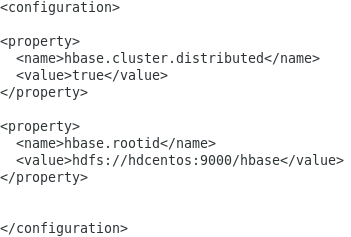 <configuration>
<property>
<name>hbase.cluster.distributed</name>
<value>true</value>
</property>
<property>
<name>hbase.rootid</name>
<value>hdfs://hdcentos:9000/hbase</value>
</property>
</configuration>